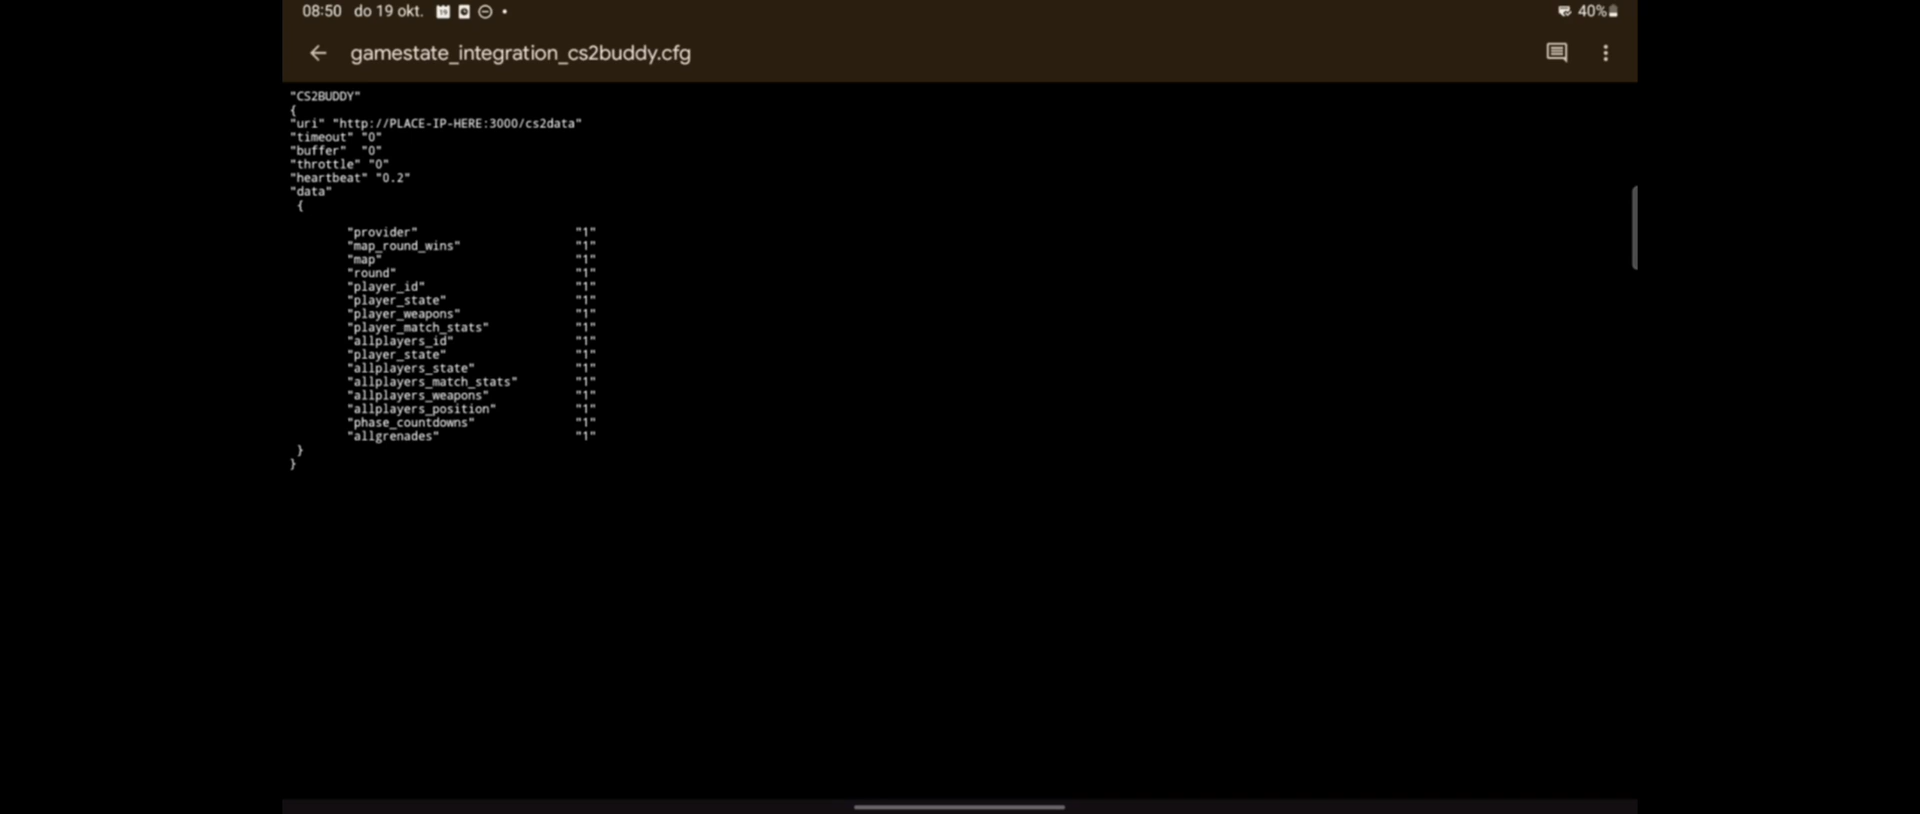 08:50 do 19 okt.
40%
gamestate_integration_cs2buddy.cfg
"CS2BUDDY"
{
"uri" "http://PLACE-IP-HERE:3000/cs2data"
"timeout" "0"
"buffer"  "0"
"throttle" "0"
"heartbeat" "0.2"
"data"
{
"provider" "1"
"map_round_wins" "1"
"map" "1"
"round" "1"
"player_id" "1"
"player_state" "1"
"player_weapons" "1"
"player_match_stats" "1"
"allplayers_id" "1"
"player_state" "1"
"allplayers_state" "1"
"allplayers_match_stats" "1"
"allplayers_weapons" "1"
"allplayers_position" "1"
"phase_countdowns" "1"
"allgrenades" "1"
}
}